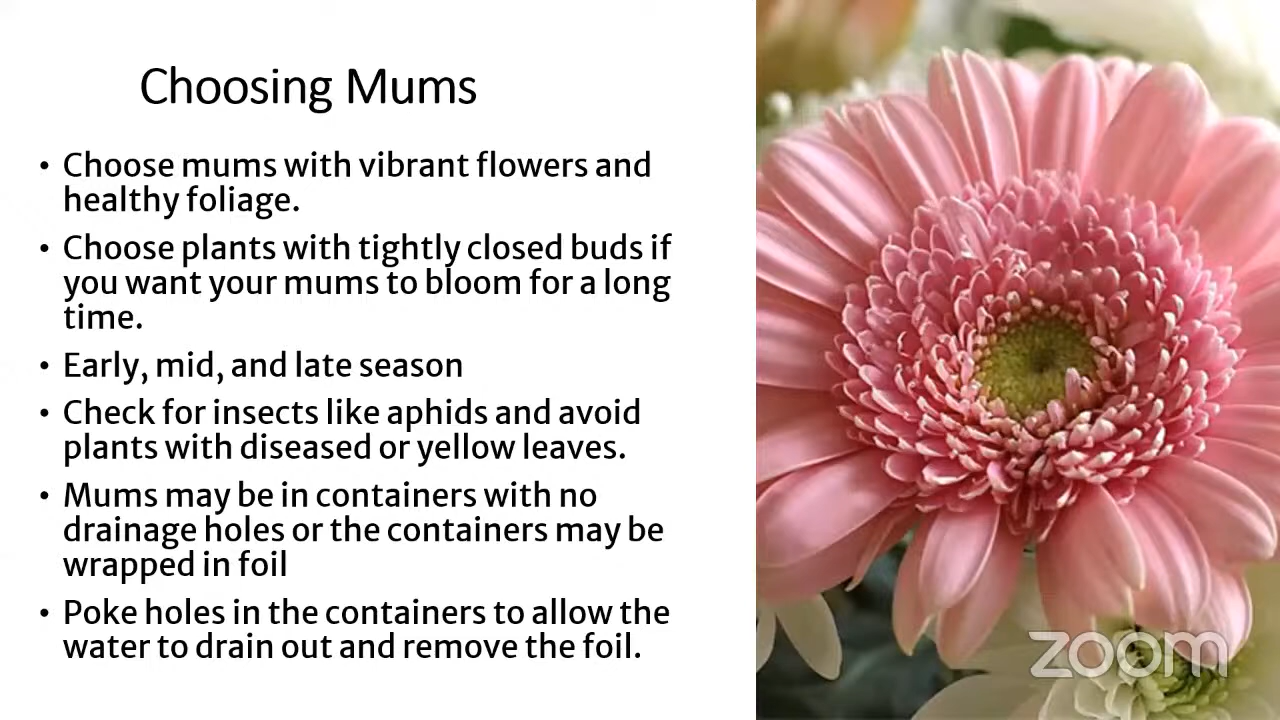 Choosing Mums
• Choose mums with vibrant flowers and
healthy foliage.
• Choose plants with tightly closed buds if
you want your mums to bloom for a long
time.
• Early, mid, and late season
• Check for insects like aphids and avoid
plants with diseased or yellow leaves.
• Mums may be in containers with no
drainage holes or the containers may be
wrapped in foil
• Poke holes in the containers to allow the
water to drain out and remove the foil.
zoom